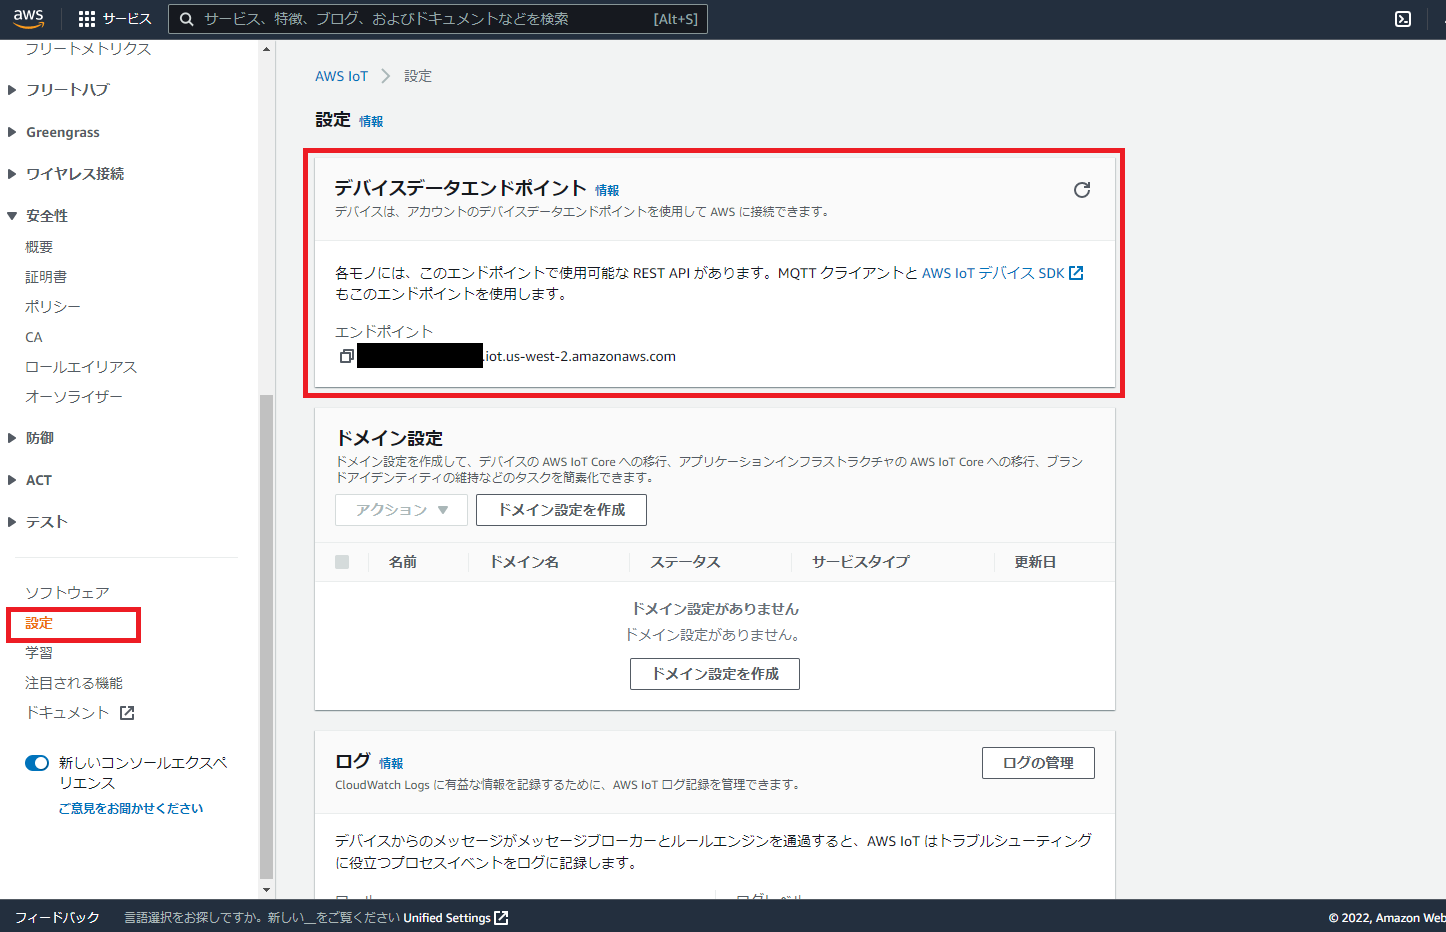 aws
サービス
サービス、特徴、ブログ、およびドキュメントなどを検索
[Alt+S]
フリートメトリクス
フリートハブ
Greengrass
ワイヤレス接続
安全性
概要
証明書
ポリシー
CA
ロールエイリアス
オーソライザー
防御
ACT
テスト
ソフトウェア
設定
学習
注目される機能
ドキュメント
新しいコンソールエクスペ
リエンス
ご意見をお聞かせください
AWS IoT
設定
設定 情報
デバイスデータエンドポイント 情報
デバイスは、アカウントのデバイスデータエンドポイントを使用して AWS に接続できます。
各モノには、このエンドポイントで使用可能な REST API があります。MQTT クライアントと AWS IoT デバイス SDK
もこのエンドポイントを使用します。
エンドポイント
.iot.us-west-2.amazonaws.com
ドメイン設定
ドメイン設定を作成して、デバイスの AWS IoT Core への移行、アプリケーションインフラストラクチャの AWS IoT Core への移行、ブラン
ドアイデンティティの維持などのタスクを簡素化できます。
アクション ▼
ドメイン設定を作成
名前
ドメイン名
ステータス
サービスタイプ
更新日
ドメイン設定がありません
ドメイン設定がありません。
ドメイン設定を作成
ログ 情報
CloudWatch Logs に有益な情報を記録するために、AWS IoT ログ記録を管理できます。
ログの管理
デバイスからのメッセージがメッセージブローカーとルールエンジンを通過すると、AWS IoT はトラブルシューティング
に役立つプロセスイベントをログに記録します。
フィードバック
言語選択をお探しですか。新しい__をご覧ください Unified Settings
© 2022, Amazon Web